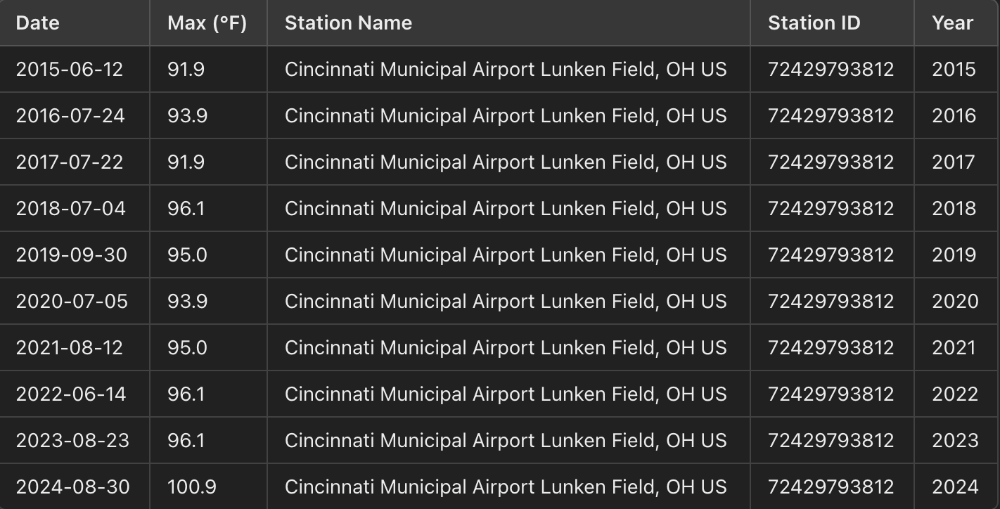 Date Max (°F) Station Name Station ID Year
2015-06-12 91.9 Cincinnati Municipal Airport Lunken Field, OH US 72429793812 2015
2016-07-24 93.9 Cincinnati Municipal Airport Lunken Field, OH US 72429793812 2016
2017-07-22 91.9 Cincinnati Municipal Airport Lunken Field, OH US 72429793812 2017
2018-07-04 96.1 Cincinnati Municipal Airport Lunken Field, OH US 72429793812 2018
2019-09-30 95.0 Cincinnati Municipal Airport Lunken Field, OH US 72429793812 2019
2020-07-05 93.9 Cincinnati Municipal Airport Lunken Field, OH US 72429793812 2020
2021-08-12 95.0 Cincinnati Municipal Airport Lunken Field, OH US 72429793812 2021
2022-06-14 96.1 Cincinnati Municipal Airport Lunken Field, OH US 72429793812 2022
2023-08-23 96.1 Cincinnati Municipal Airport Lunken Field, OH US 72429793812 2023
2024-08-30 100.9 Cincinnati Municipal Airport Lunken Field, OH US 72429793812 2024